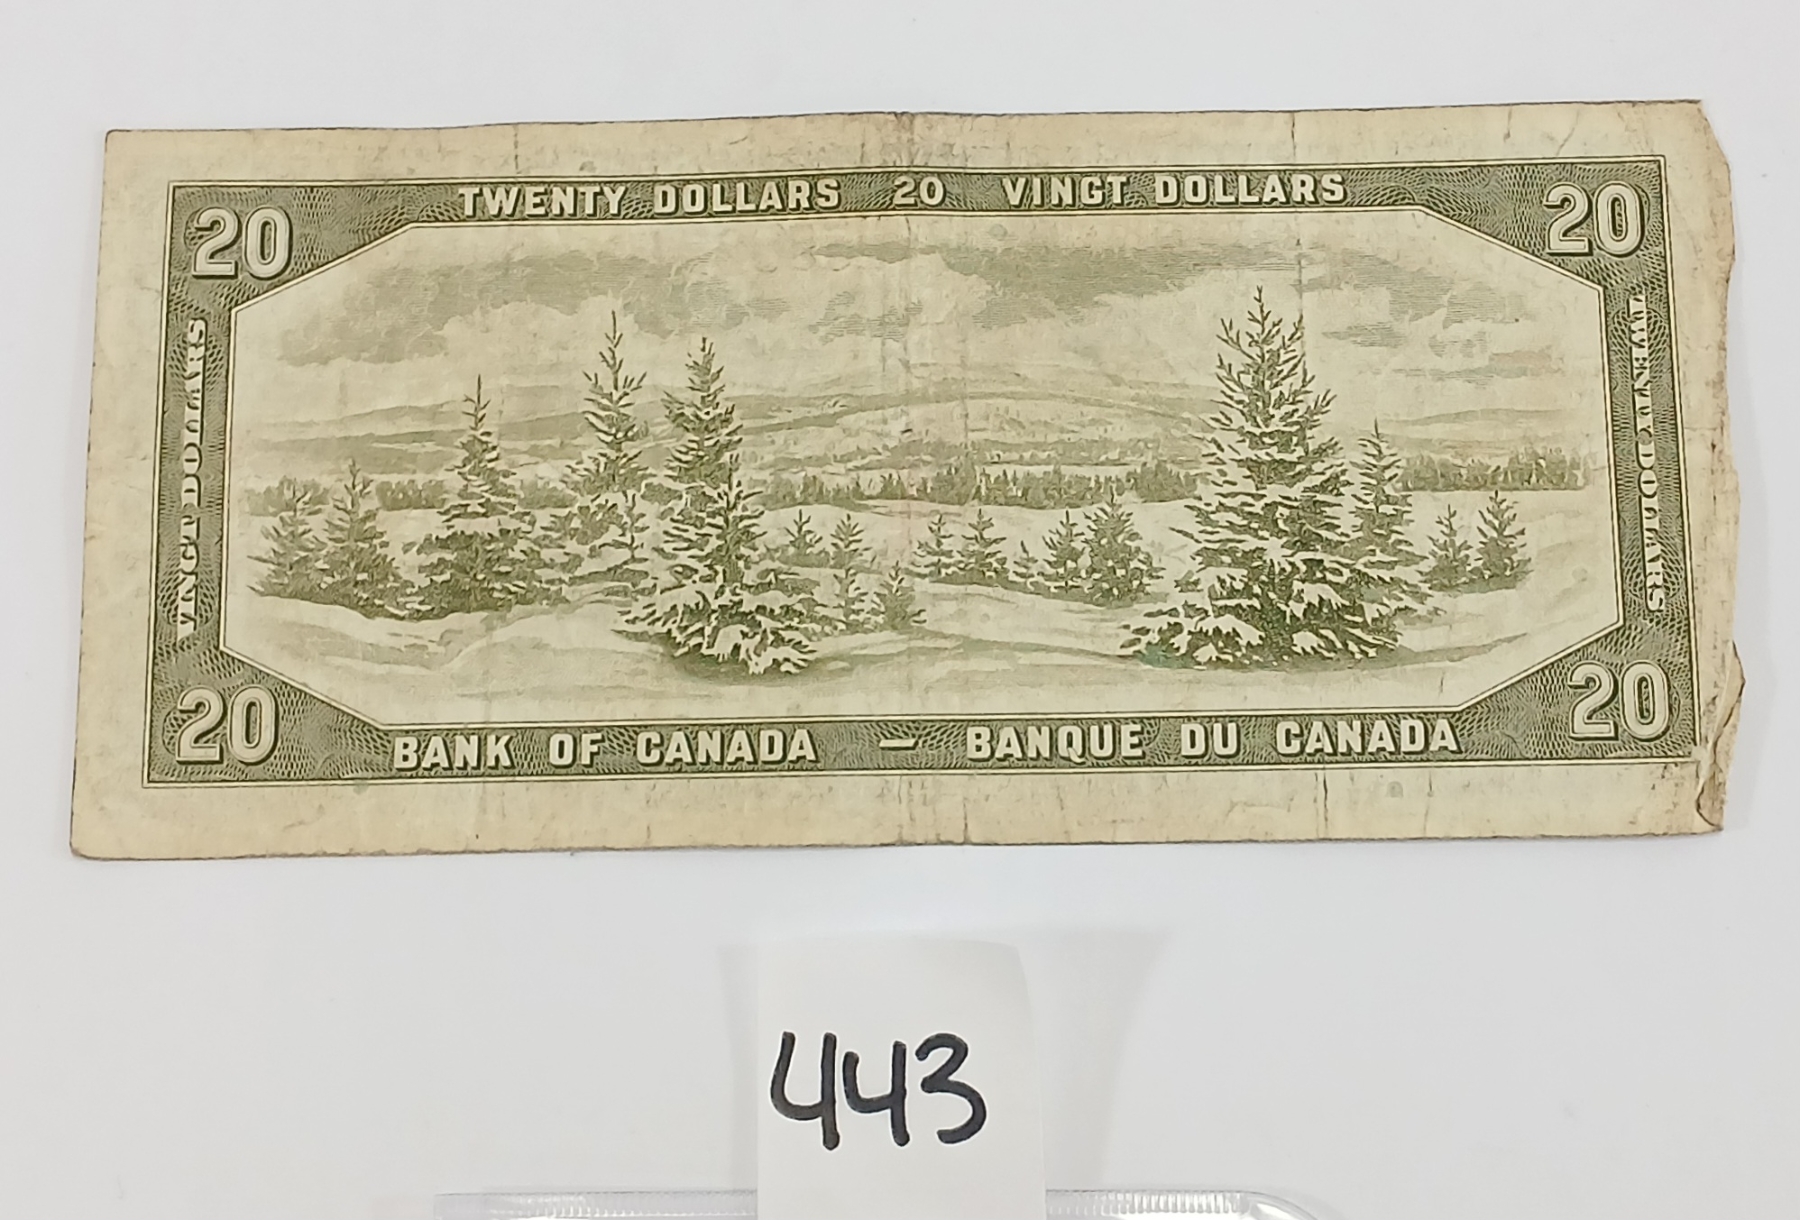 TWENTY DOLLARS 20 VINGT DOLLARS
20
20
VINGT DOLLARS
TWENTY DOLLARS
20
20
BANK OF CANADA — BANQUE DU CANADA
443